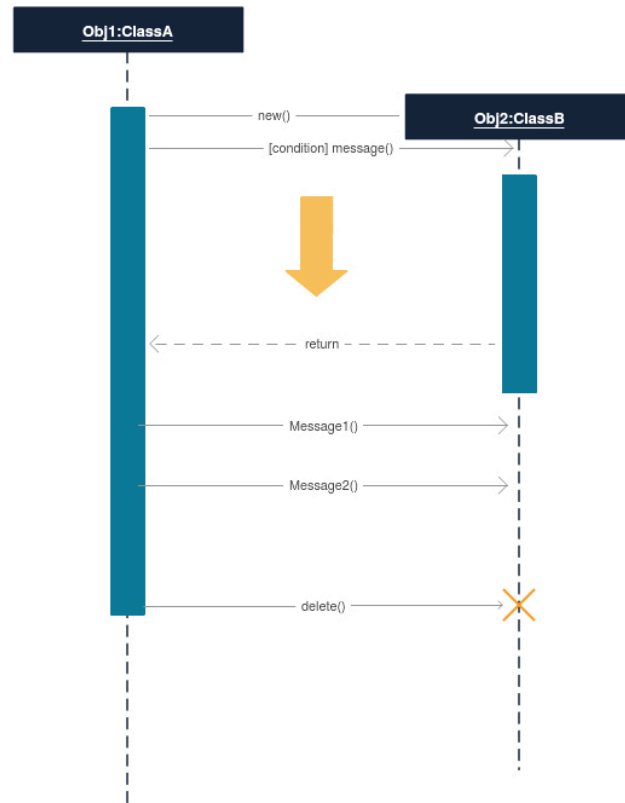 Obj1:ClassA
new()
Obj2:ClassB
[condition] message()
return
Message1()
Message2()
delete()